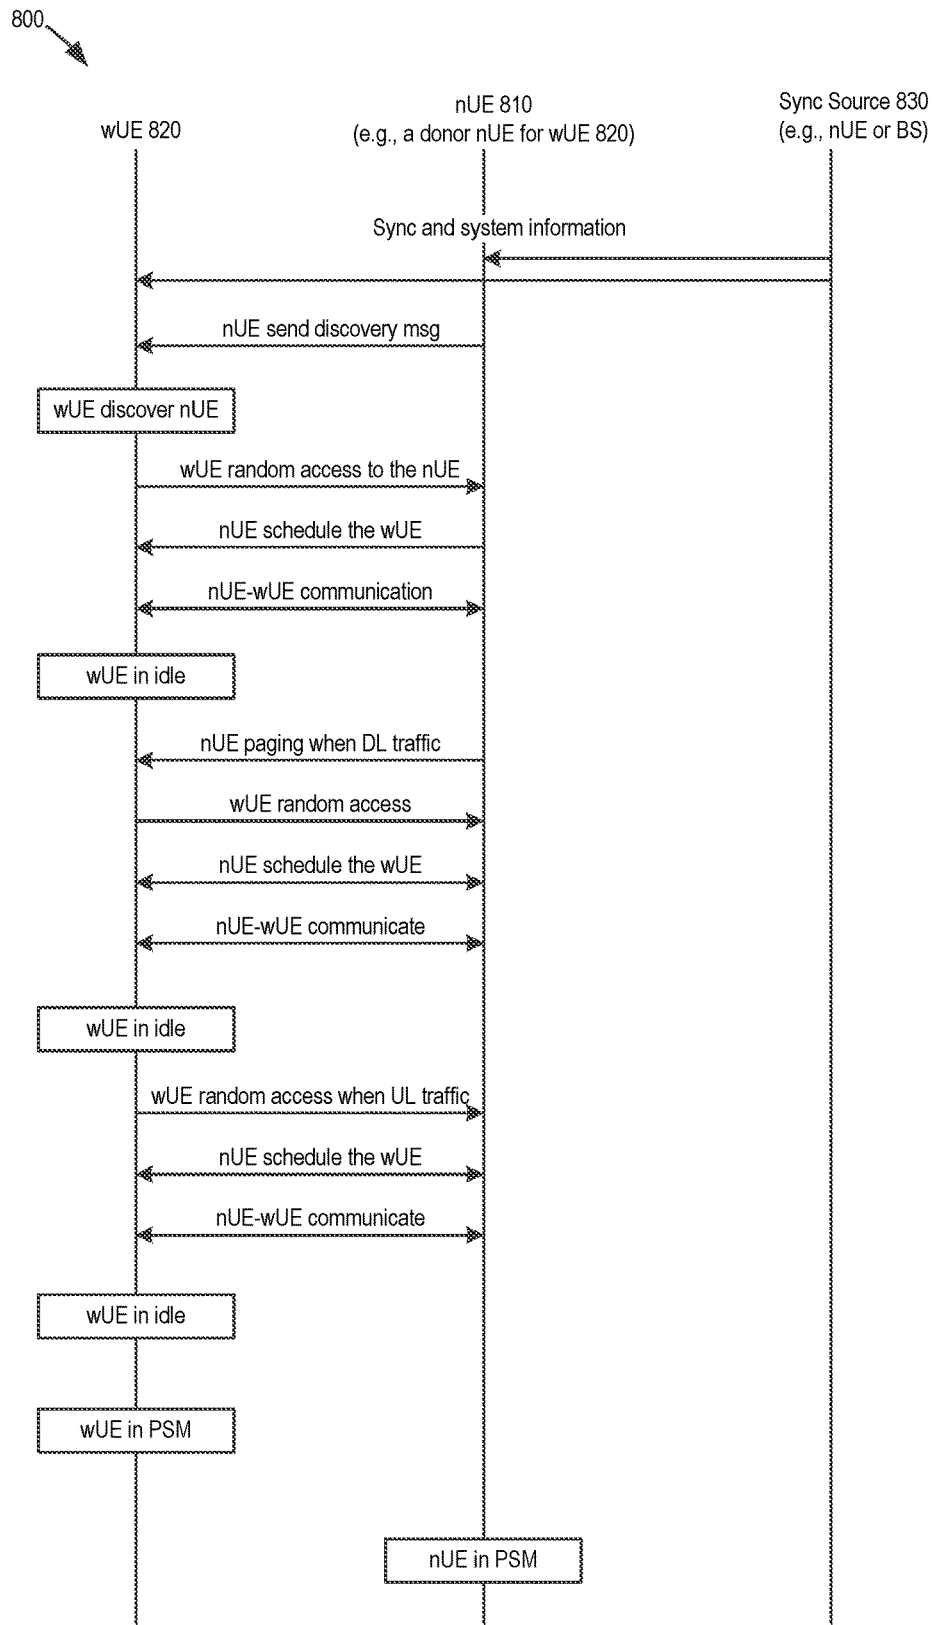 800
wUE 820
nUE 810
(e.g., a donor nUE for wUE 820)
Sync Source 830
(e.g., nUE or BS)
Sync and system information
nUE send discovery msg
wUE discover nUE
wUE random access to the nUE
nUE schedule the wUE
nUE-wUE communication
wUE in idle
nUE paging when DL traffic
wUE random access
nUE schedule the wUE
nUE-wUE communicate
wUE in idle
wUE random access when UL traffic
nUE schedule the wUE
nUE-wUE communicate
wUE in idle
wUE in PSM
nUE in PSM